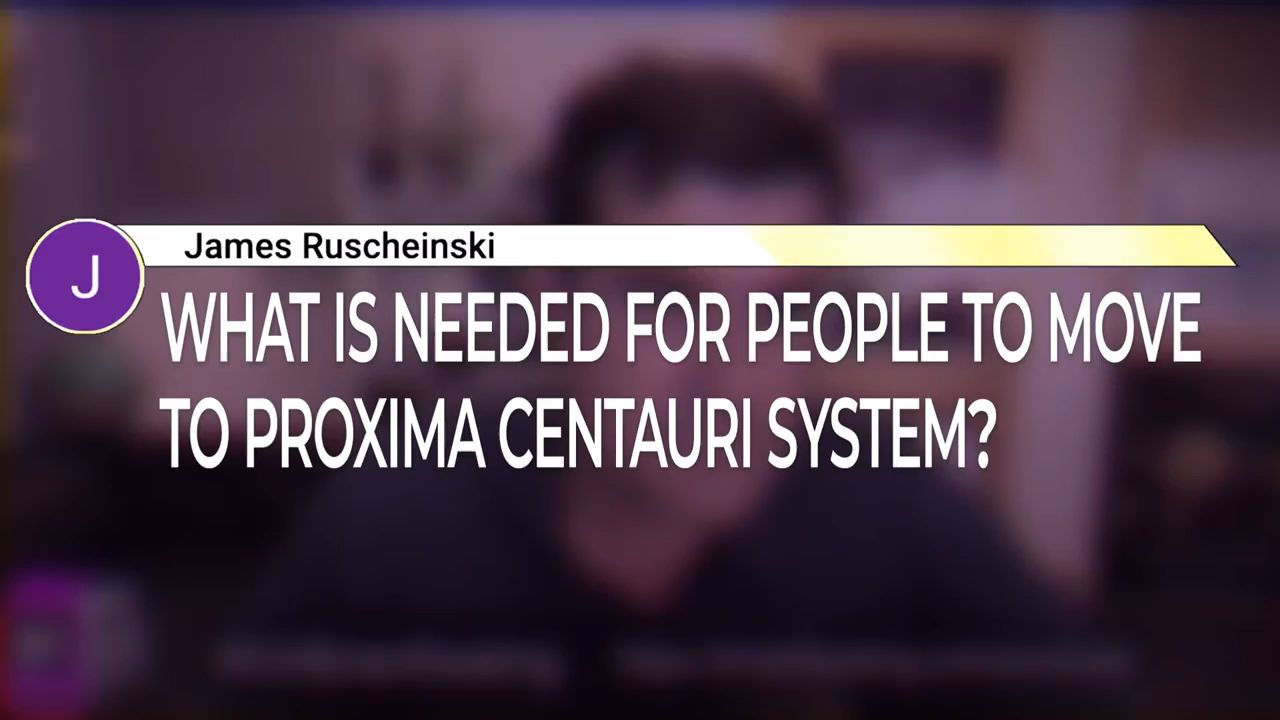 J
James Ruscheinski
WHAT IS NEEDED FOR PEOPLE TO MOVE
TO PROXIMA CENTAURI SYSTEM?